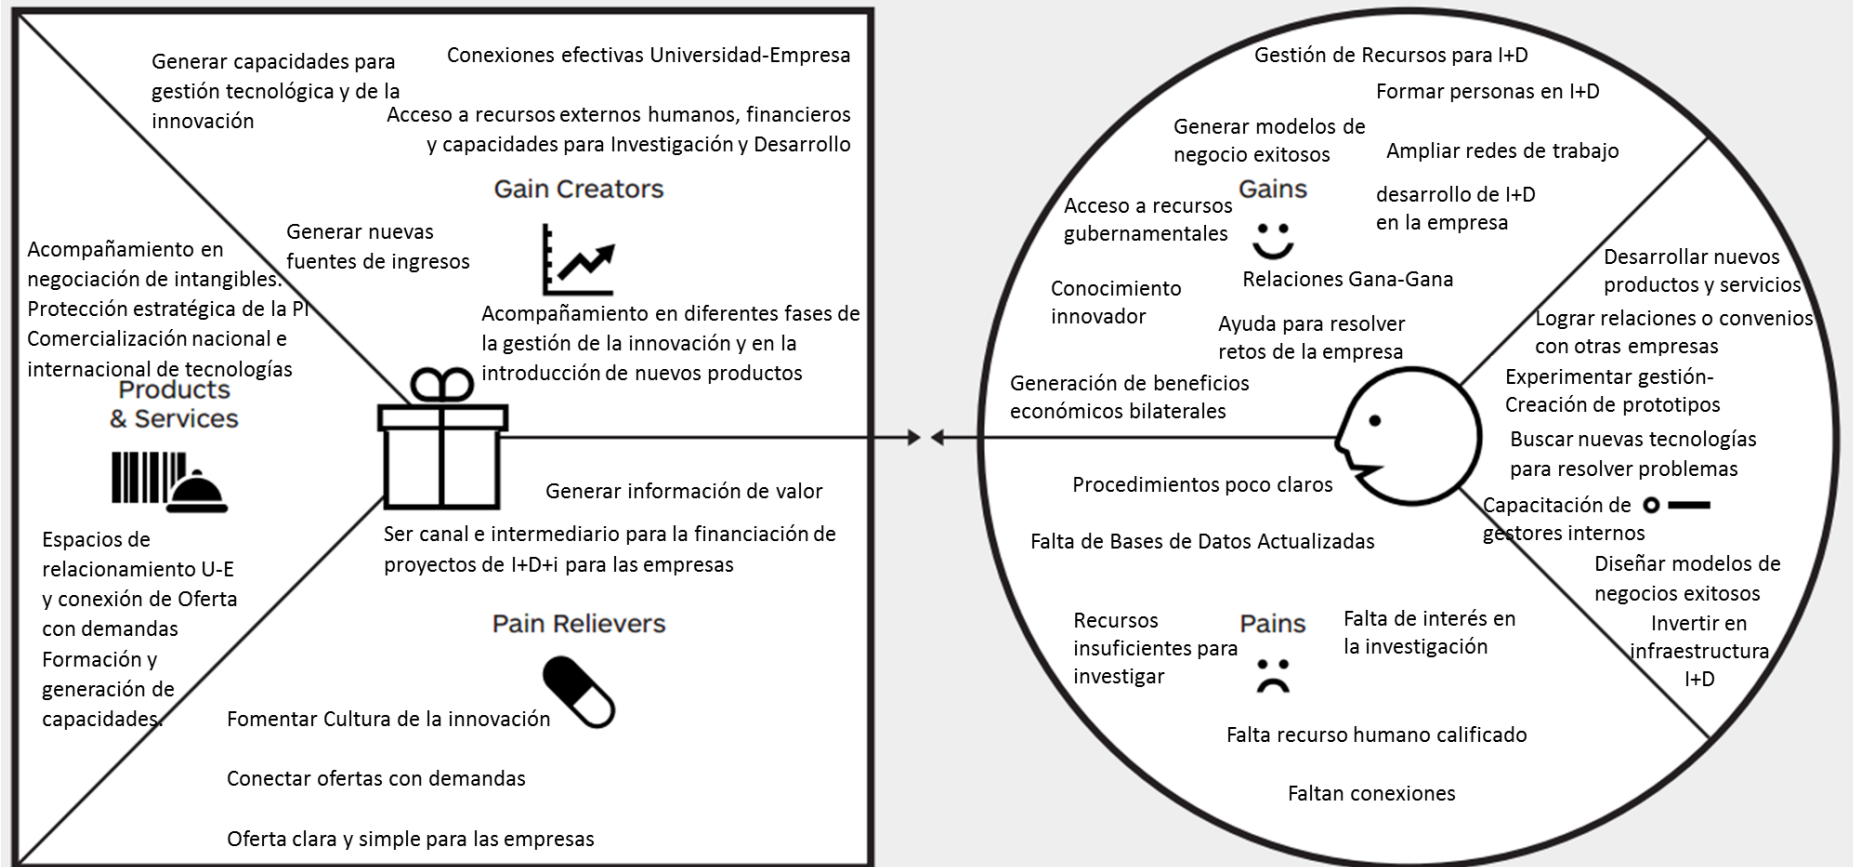 Generar capacidades para
gestión tecnológica y de la
innovación
Conexiones efectivas Universidad-Empresa
Acceso a recursos externos humanos, financieros
y capacidades para Investigación y Desarrollo
Gain Creators
Generar nuevas
fuentes de ingresos
Acompañamiento en diferentes fases de
la gestión de la innovación y en la
introducción de nuevos productos
Acompañamiento en
negociación de intangibles.
Protección estratégica de la PI
Comercialización nacional e
internacional de tecnologías
Products
& Services
Espacios de
relacionamiento U-E
y conexión de Oferta
con demandas
Formación y
generación de
capacidades.
Generar información de valor
Ser canal e intermediario para la financiación de
proyectos de I+D+i para las empresas
Pain Relievers
Fomentar Cultura de la innovación
Conectar ofertas con demandas
Oferta clara y simple para las empresas
Gestión de Recursos para I+D
Formar personas en I+D
Generar modelos de
negocio exitosos
Ampliar redes de trabajo
Gains
desarrollo de I+D
en la empresa
Acceso a recursos
gubernamentales
Relaciones Gana-Gana
Conocimiento
innovador
Ayuda para resolver
retos de la empresa
Generación de beneficios
económicos bilaterales
Desarrollar nuevos
productos y servicios
Lograr relaciones o convenios
con otras empresas
Experimentar gestión-
Creación de prototipos
Buscar nuevas tecnologías
para resolver problemas
Capacitación de
gestores internos
Diseñar modelos de
negocios exitosos
Invertir en
infraestructura
I+D
Procedimientos poco claros
Falta de Bases de Datos Actualizadas
Recursos
insuficientes para
investigar
Pains
Falta de interés en
la investigación
Falta recurso humano calificado
Faltan conexiones